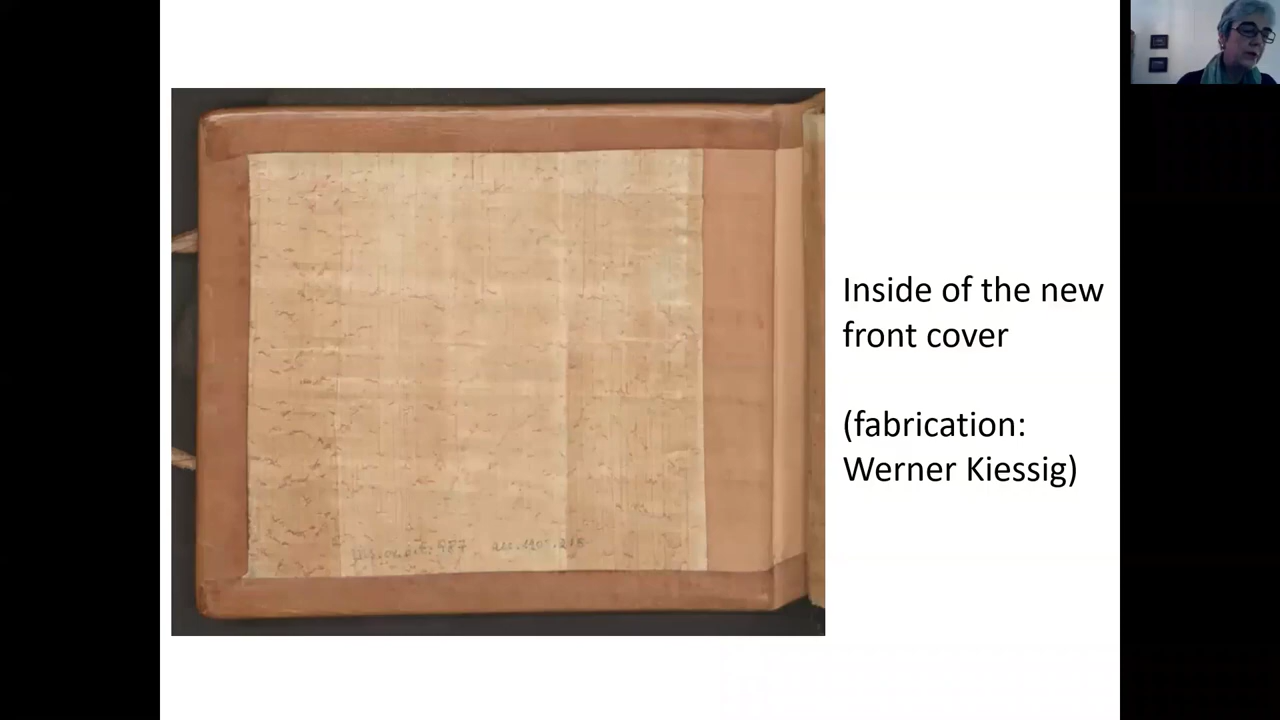 Inside of the new
front cover
(fabrication:
Werner Kiessig)